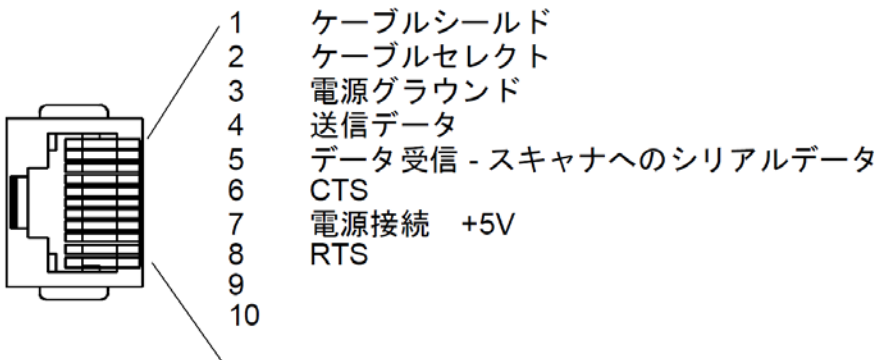 1 ケーブルシールド
2 ケーブルセレクト
3 電源グラウンド
4 送信データ
5 データ受信 - スキャナへのシリアルデータ
6 CTS
7 電源接続 +5V
8 RTS
9
10